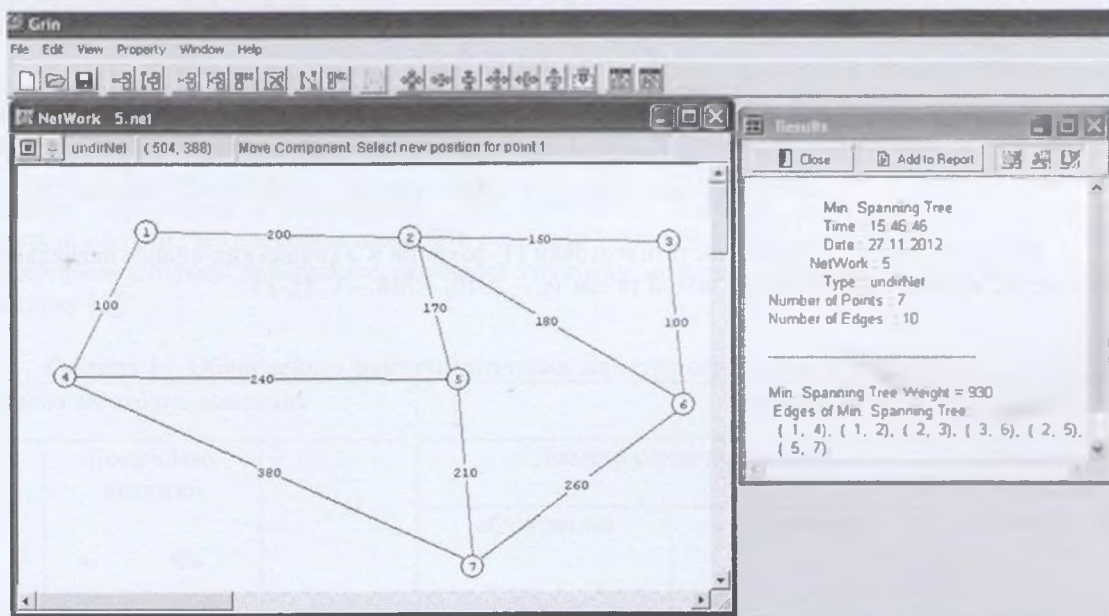 Grin
File Edit View Property Window Help
NetWork 5.net
undirNet (504, 388) Move Component. Select new position for point 1
1
200
2
150
3
100
170
180
100
4
240
5
6
380
210
260
7
Results
Close Add to Report
Min. Spanning Tree
Time : 15:46:46
Date : 27.11.2012
NetWork : 5
Type : undirNet
Number of Points : 7
Number of Edges : 10
Min. Spanning Tree Weight = 930
Edges of Min. Spanning Tree:
( 1, 4), ( 1, 2), ( 2, 3), ( 3, 6), ( 2, 5),
( 5, 7)